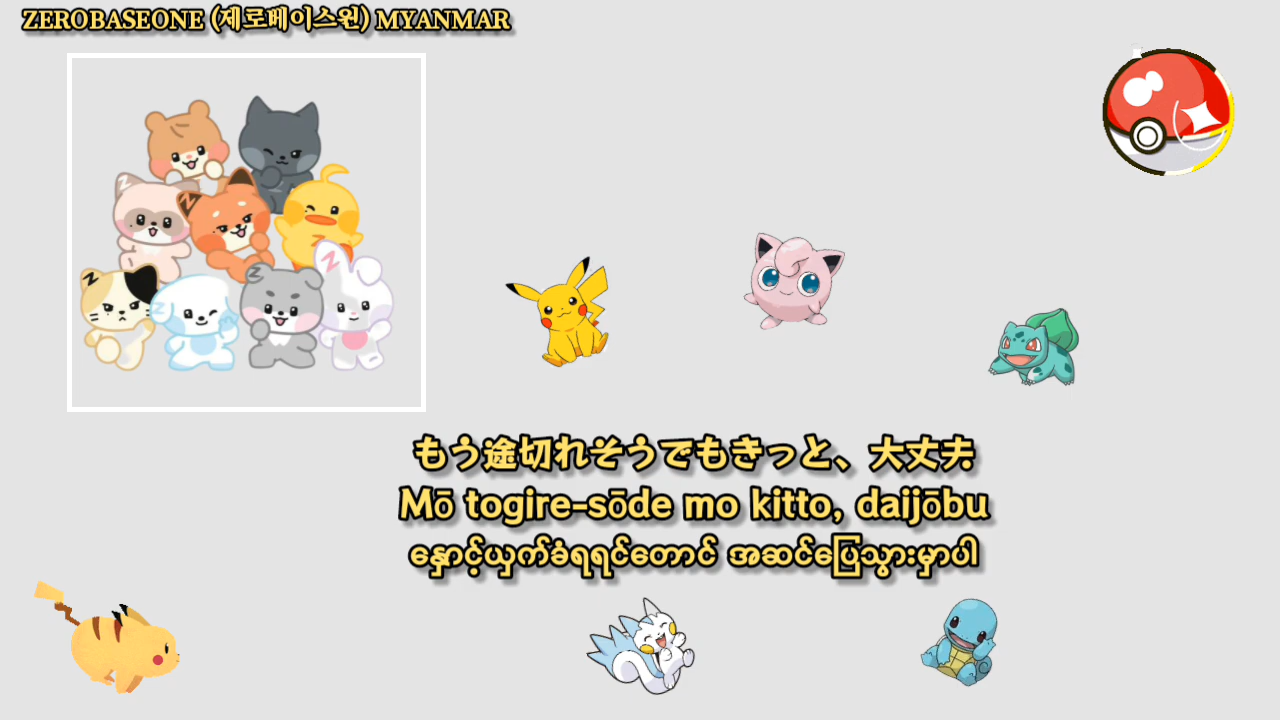 ZEROBASEONE (제로베이스원) MYANMAR
もう途切れそうでもきっと、大丈夫
Mō togire-sōde mo kitto, daijōbu
နှောင့်ယှက်ခံရရင်တောင် အဆင်ပြေသွားမှာပါ